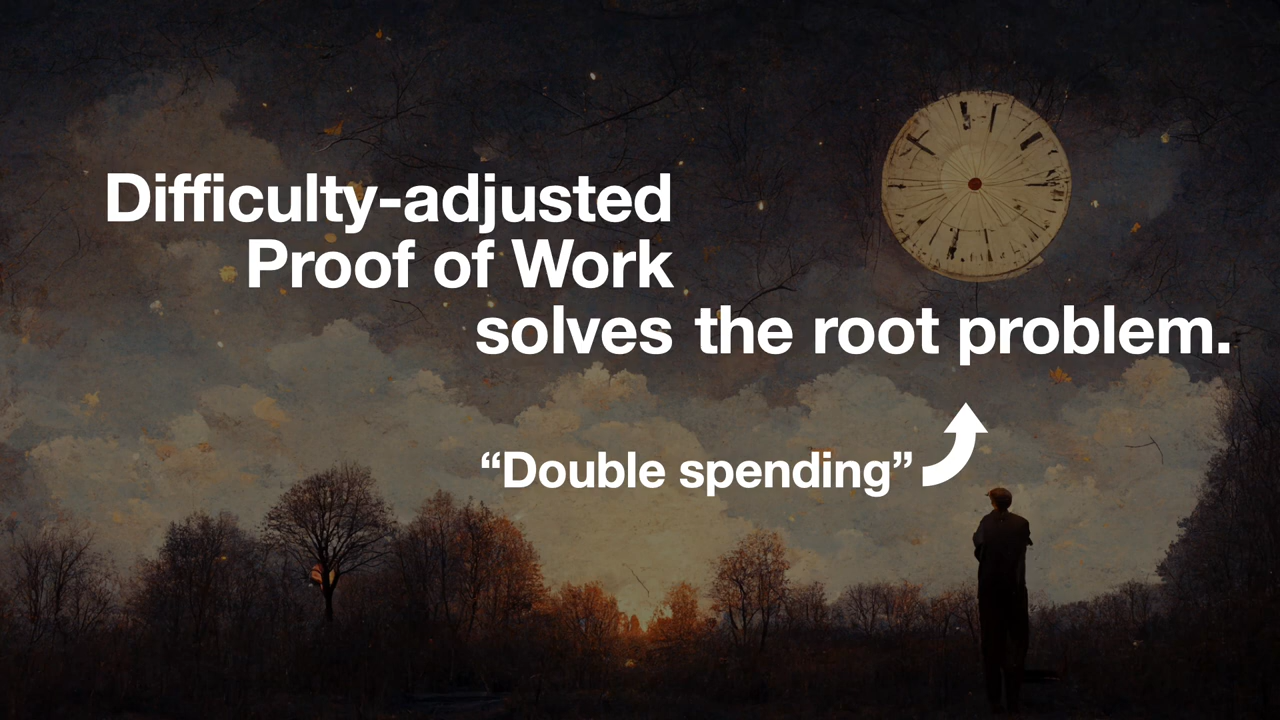 Difficulty-adjusted
Proof of Work
solves the root problem.
“Double spending”